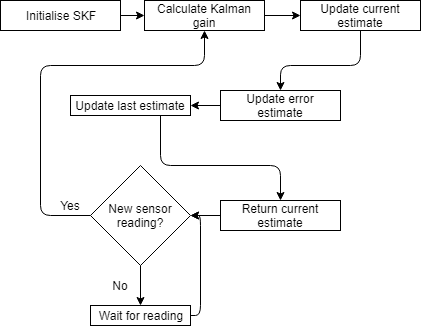 Initialise SKF
Calculate Kalman
gain
Update current
estimate
Update error
estimate
Update last estimate
Return current
estimate
New sensor
reading?
Yes
No
Wait for reading